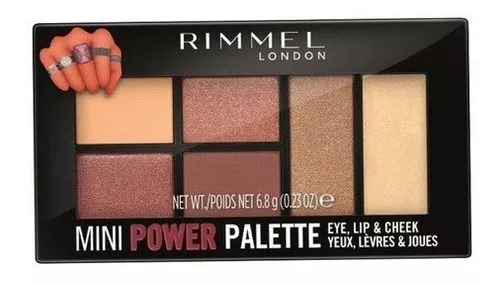 RIMMEL
LONDON
NET WT./POIDS NET 6.8 g (0.23 OZ) e
MINI POWER PALETTE
EYE, LIP & CHEEK
YEUX, LÈVRES & JOUES